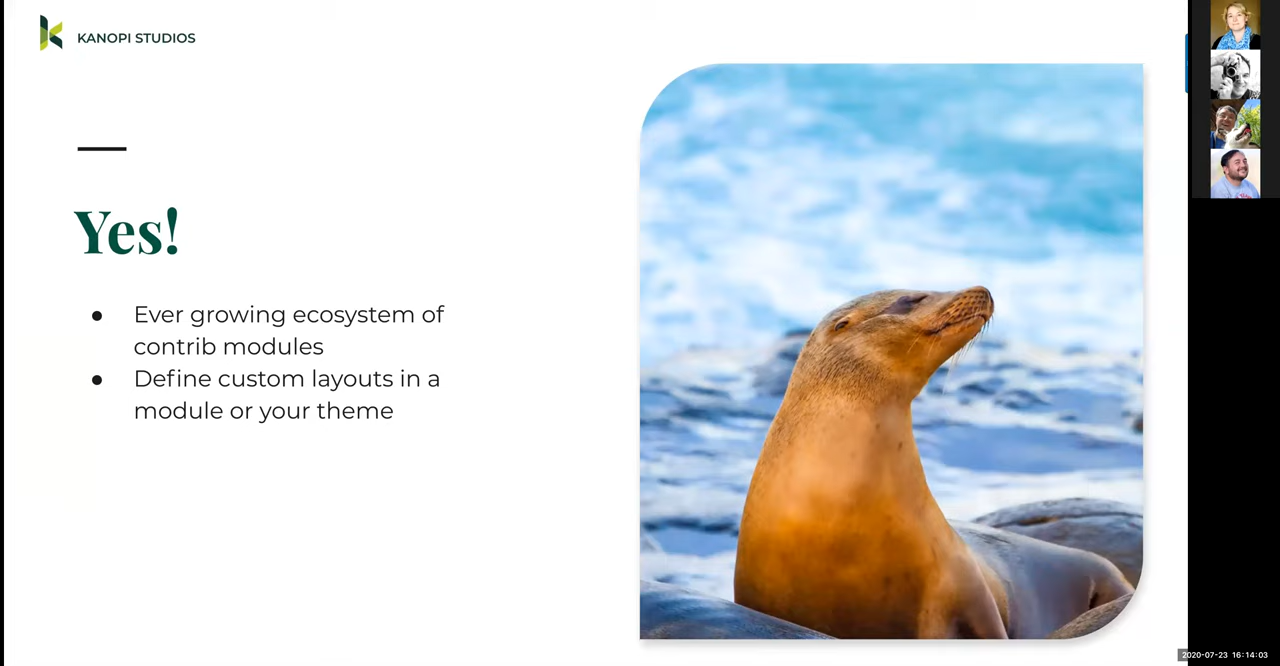 KANOPI STUDIOS
Yes!
● Ever growing ecosystem of
contrib modules
● Define custom layouts in a
module or your theme
2020-07-23 16:14:03